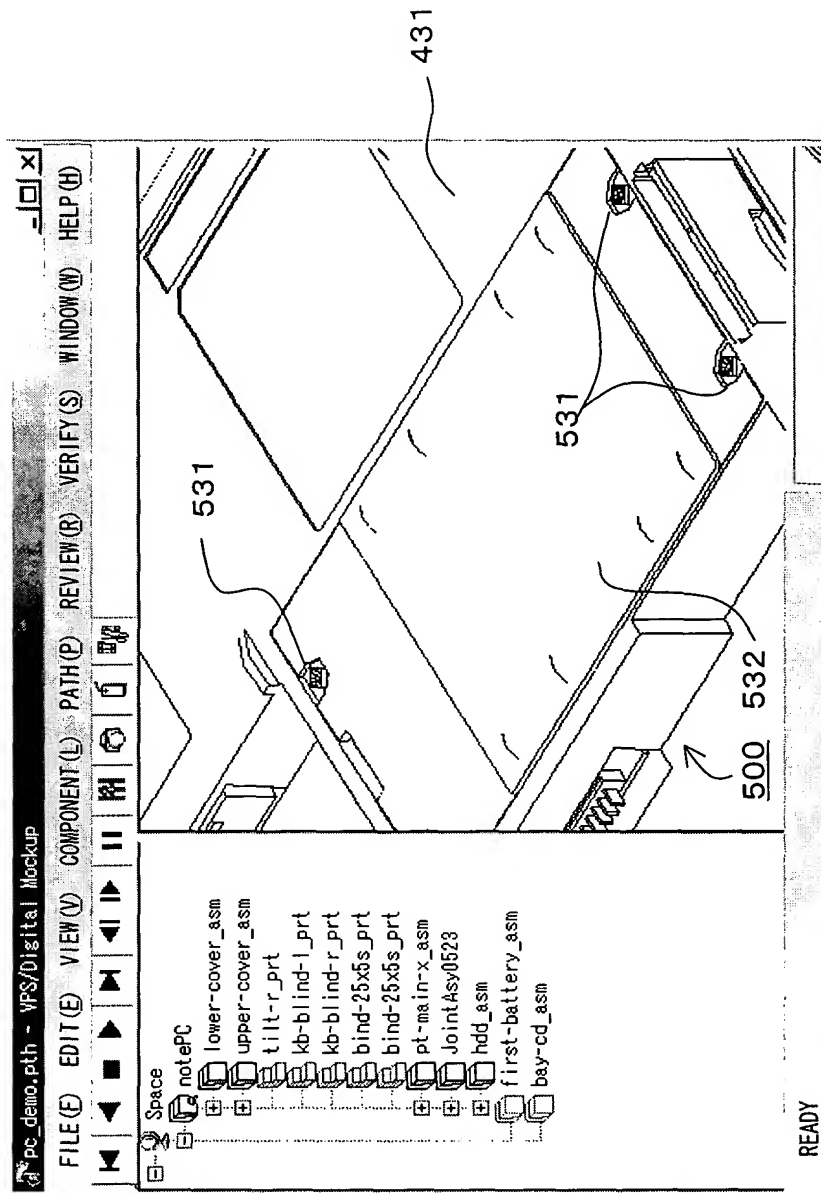 pc_demo.pth - VPS/Digital Mockup
FILE(F) EDIT(E) VIEW(V) COMPONENT(L) PATH(P) REVIEW(R) VERIFY(S) WINDOW(W) HELP(H)
Space
notePC
lower-cover_asm
upper-cover_asm
tilt-r_prt
kb-blind-l_prt
kb-blind-r_prt
bind-25x5s_prt
bind-25x5s_prt
pt-main-x_asm
JointAsy0523
hdd_asm
first-battery_asm
bay-cd_asm
431
531
531
532
500
READY